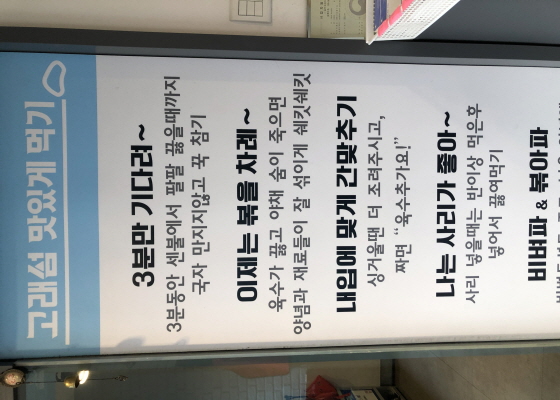 고래섬 맛있게 먹기
3분만 기다려~
3분동안 센불에서 팔팔 끓을때까지
국자 만지지않고 꾹 참기
이제는 볶을 차례~
육수가 끓고 야채 숨이 죽으면
양념과 재료들이 잘 섞이게 쉐킷쉐킷
내입에 맞게 간맞추기
싱거울땐 더 조려주시고,
짜면 "육수추가요!"
나는 사리가 좋아~
사리 넣을때는 반이상 먹은후
넣어서 끓여먹기
비벼파 & 볶아파